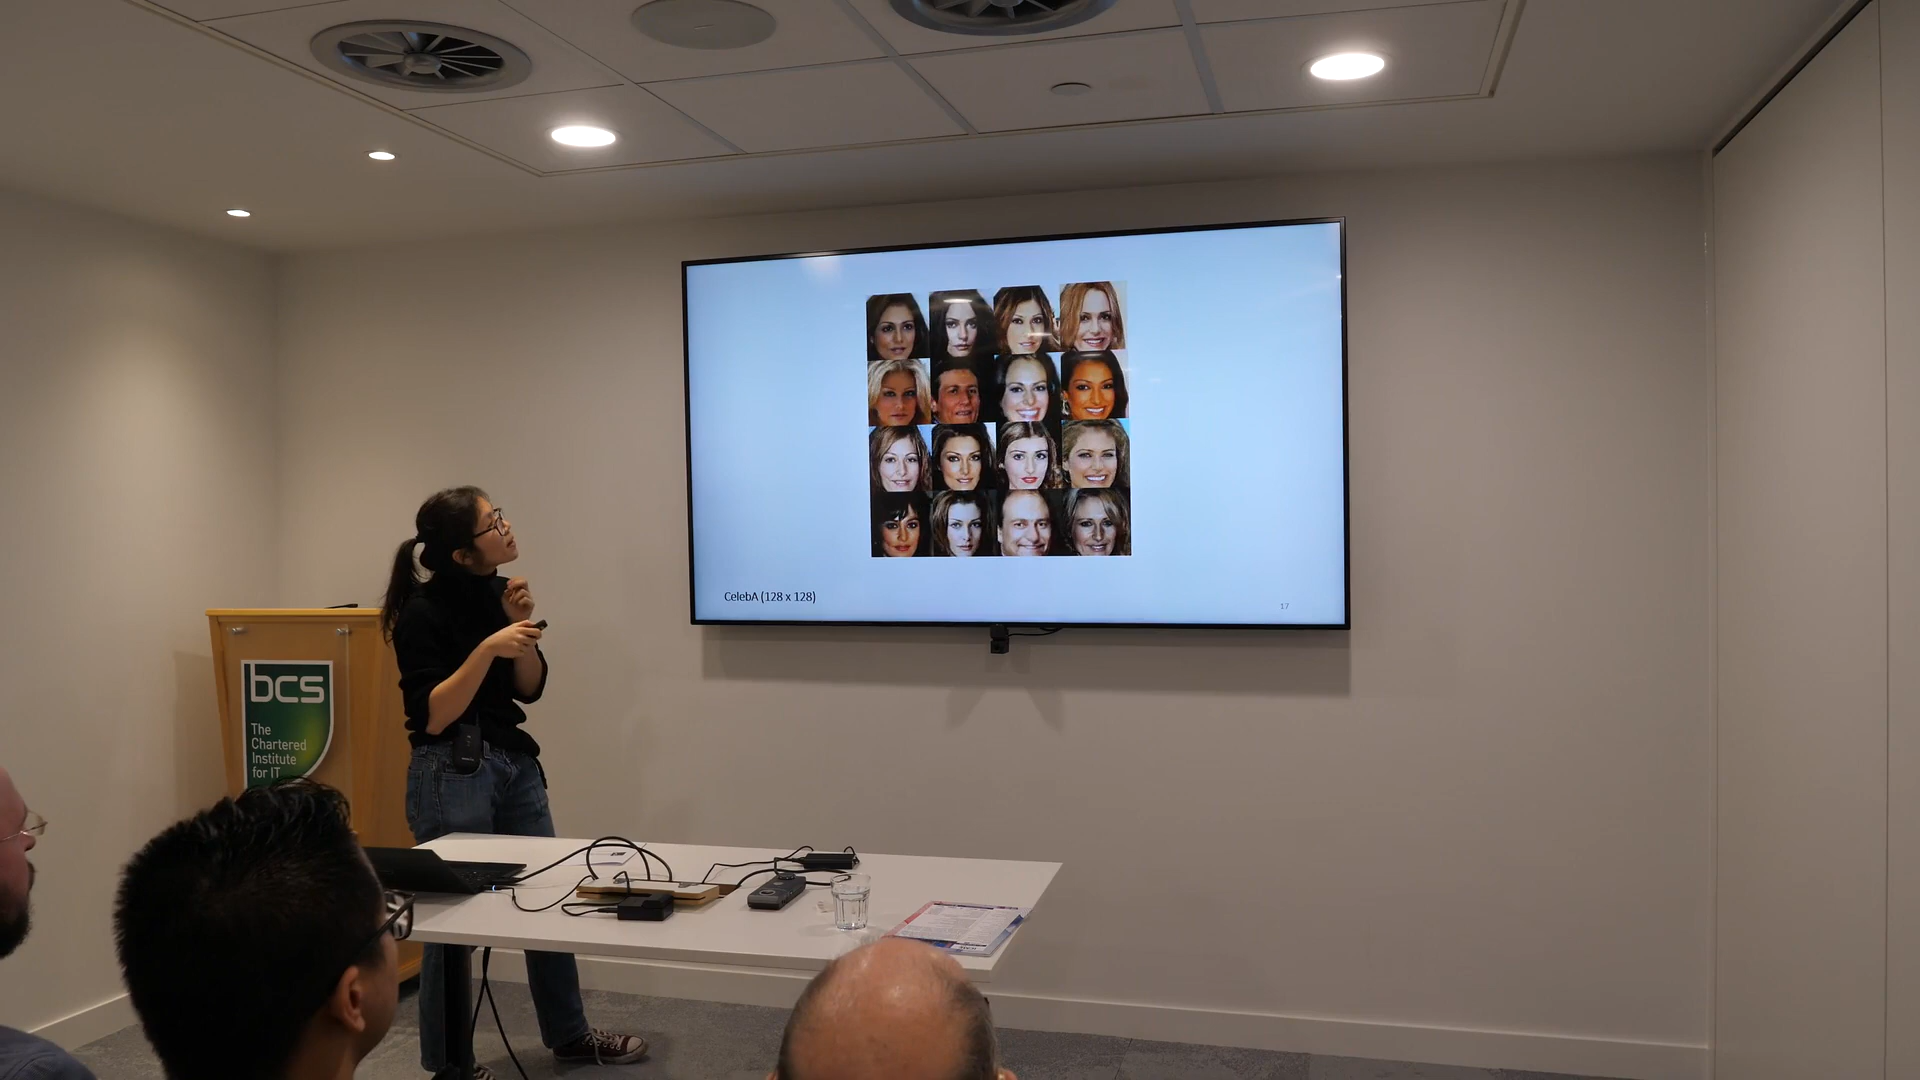 CelebA (128 x 128)
17
bcs
The
Chartered
Institute
for IT